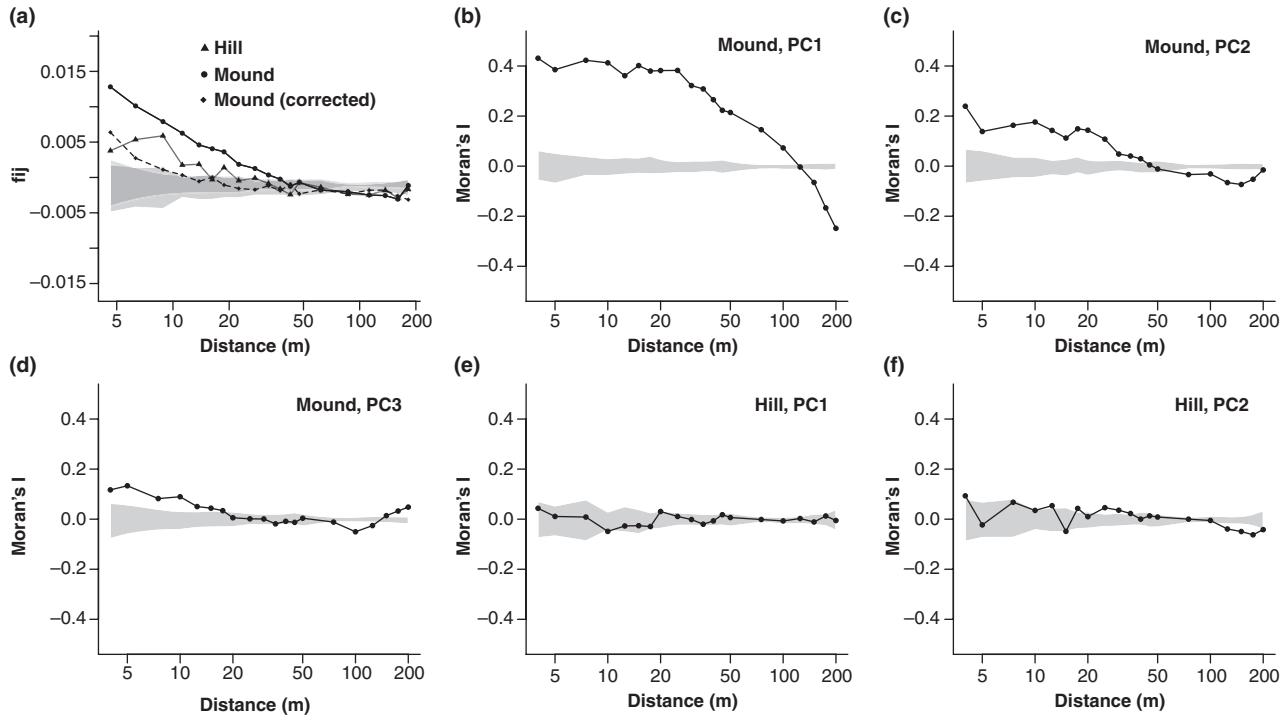 (a)
Hill
Mound
Mound (corrected)
0.015
0.005
−0.005
−0.015
fij
5 10 20 50 100 200
Distance (m)
(b)
Mound, PC1
0.4
0.2
0.0
−0.2
−0.4
Moran's I
5 10 20 50 100 200
Distance (m)
(c)
Mound, PC2
0.4
0.2
0.0
−0.2
−0.4
Moran's I
5 10 20 50 100 200
Distance (m)
(d)
Mound, PC3
0.4
0.2
0.0
−0.2
−0.4
Moran's I
5 10 20 50 100 200
Distance (m)
(e)
Hill, PC1
0.4
0.2
0.0
−0.2
−0.4
Moran's I
5 10 20 50 100 200
Distance (m)
(f)
Hill, PC2
0.4
0.2
0.0
−0.2
−0.4
Moran's I
5 10 20 50 100 200
Distance (m)